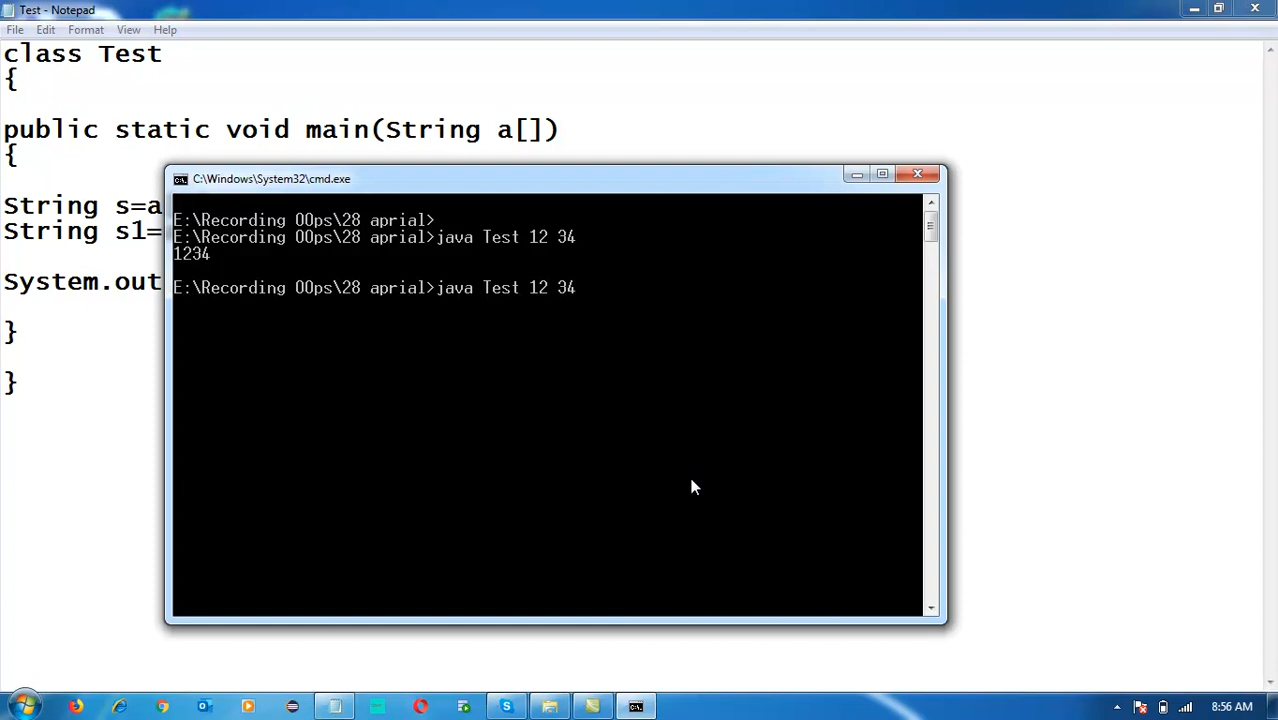 Test - Notepad
File Edit Format View Help
class Test
{
public static void main(String a[])
{
String s=a
String s1=
System.out
}
}
C:\Windows\System32\cmd.exe
E:\Recording OOps\28 aprial>
E:\Recording OOps\28 aprial>java Test 12 34
1234
E:\Recording OOps\28 aprial>java Test 12 34
8:56 AM